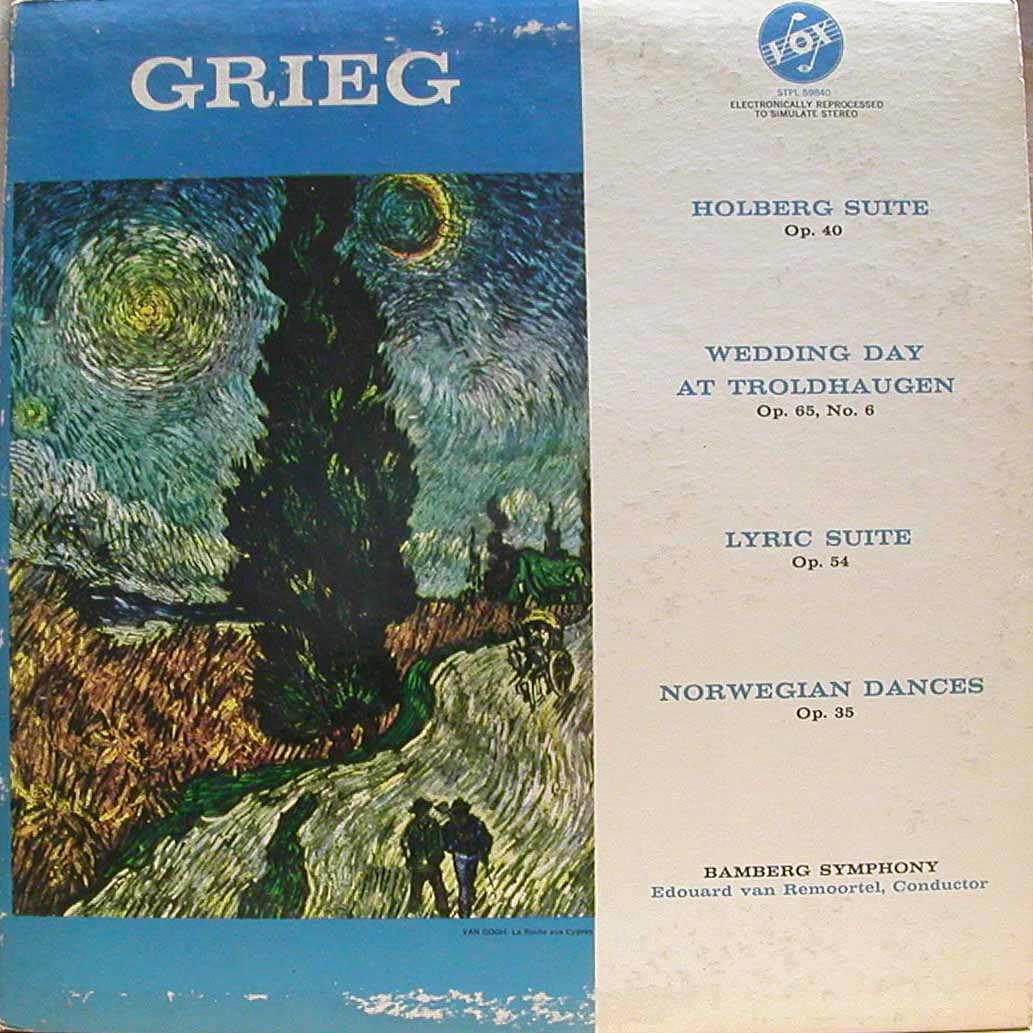 GRIEG
VOX
STPL 59840
ELECTRONICALLY REPROCESSED
TO SIMULATE STEREO
HOLBERG SUITE
Op. 40
WEDDING DAY
AT TROLDHAUGEN
Op. 65, No. 6
LYRIC SUITE
Op. 54
NORWEGIAN DANCES
Op. 35
BAMBERG SYMPHONY
Edouard van Remoortel, Conductor
VAN GOGH: La Route aux Cyprès